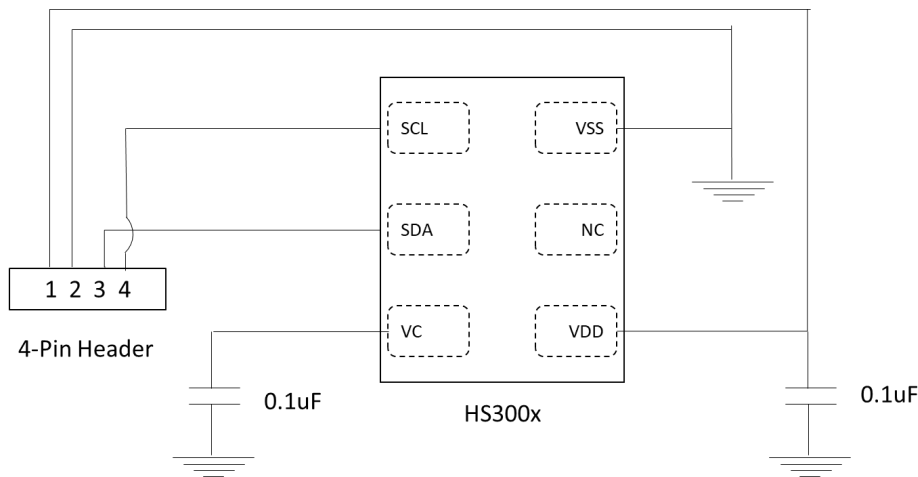 SCL
VSS
SDA
NC
1 2 3 4
VC
VDD
4-Pin Header
0.1uF
0.1uF
HS300x